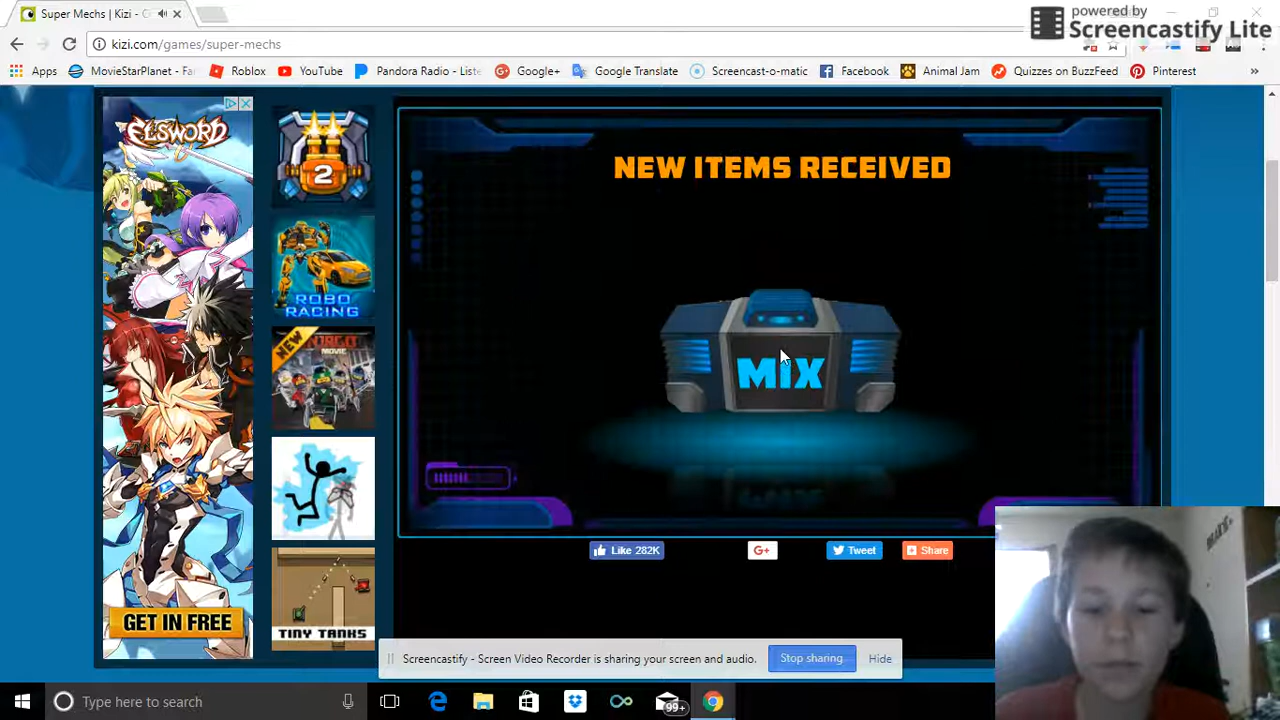 Super Mechs | Kizi - G
powered by
Screencastify Lite
kizi.com/games/super-mechs
Apps
MovieStarPlanet - Fa
Roblox
YouTube
Pandora Radio - Liste
Google+
Google Translate
Screencast-o-matic
Facebook
Animal Jam
Quizzes on BuzzFeed
Pinterest
»
ELSWORD
GET IN FREE
2
ROBO
RACING
NEW
MOVIE
TINY TANKS
NEW ITEMS RECEIVED
MIX
Like 282K
G+
Tweet
Share
Screencastify - Screen Video Recorder is sharing your screen and audio.
Stop sharing
Hide
Type here to search
99+